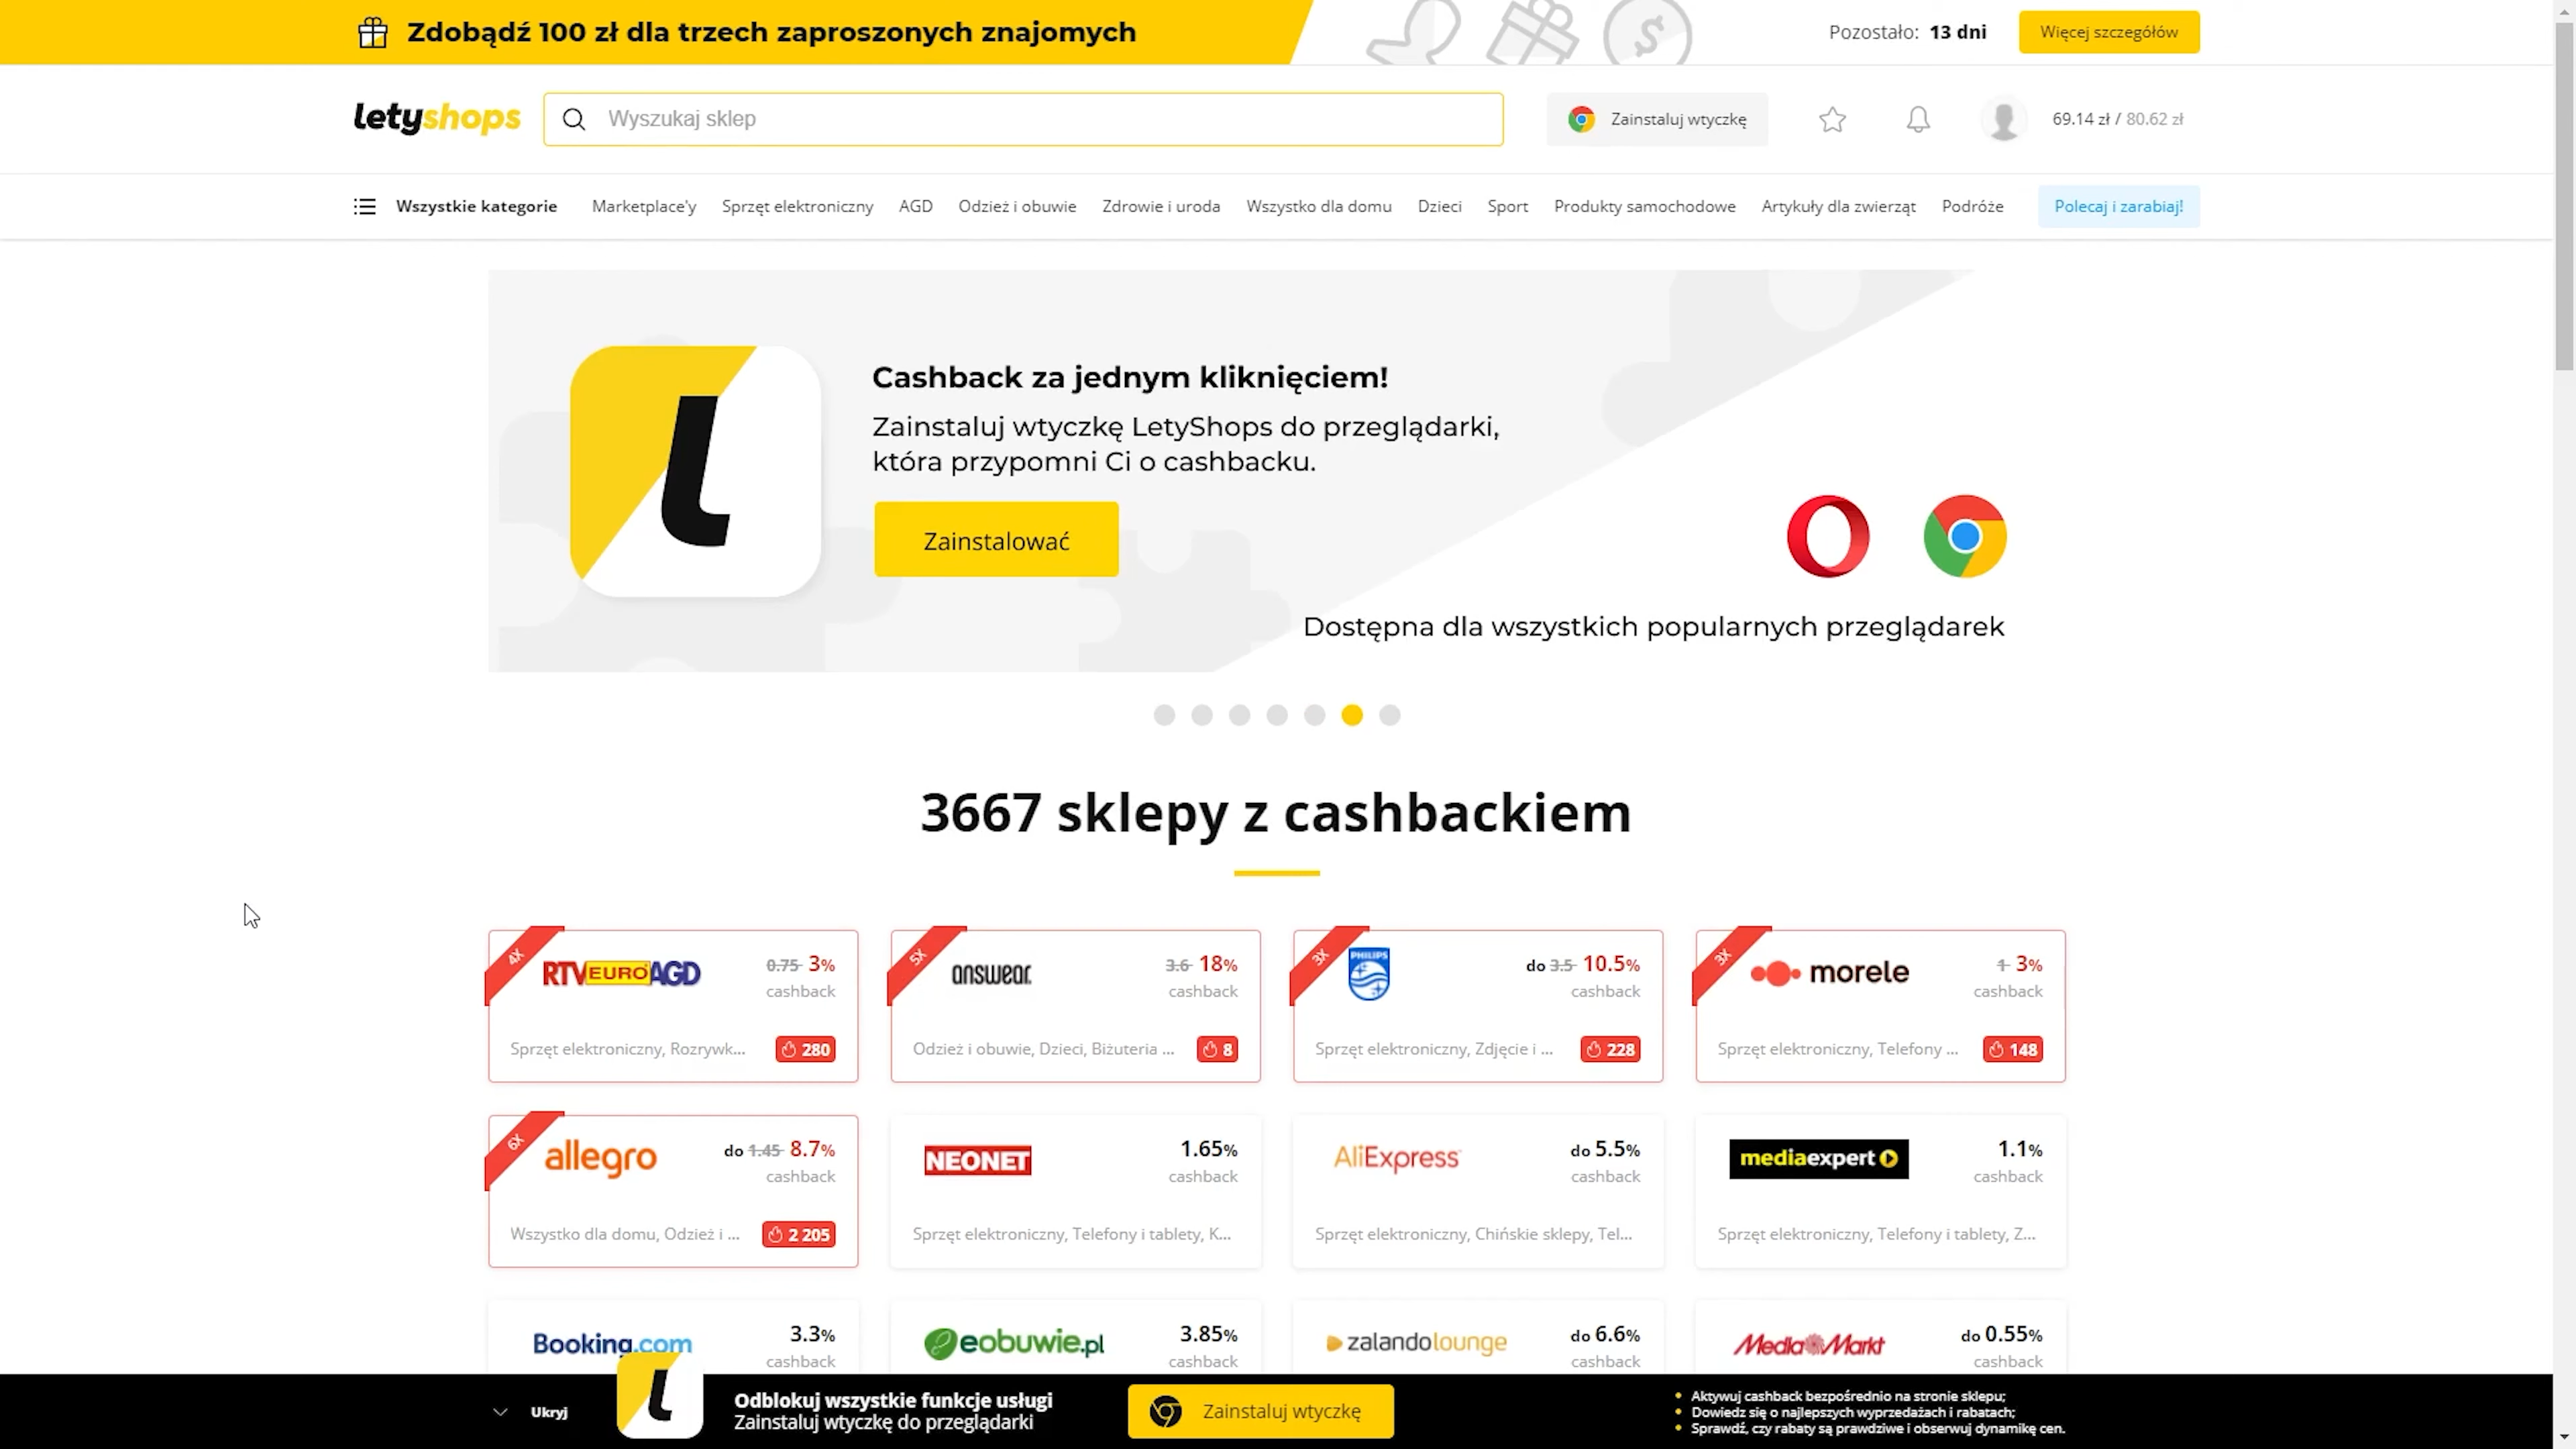 Zdobądź 100 zł dla trzech zaproszonych znajomych
Pozostało: 13 dni
Więcej szczegółów
letyshops
Wyszukaj sklep
Zainstaluj wtyczkę
69.14 zł / 80.62 zł
Wszystkie kategorie
Marketplace'y
Sprzęt elektroniczny
AGD
Odzież i obuwie
Zdrowie i uroda
Wszystko dla domu
Dzieci
Sport
Produkty samochodowe
Artykuły dla zwierząt
Podróże
Polecaj i zarabiaj!
Cashback za jednym kliknięciem!
Zainstaluj wtyczkę LetyShops do przeglądarki,
która przypomni Ci o cashbacku.
Zainstalować
Dostępna dla wszystkich popularnych przeglądarek
3667 sklepy z cashbackiem
4X
RTV EURO AGD
0.75 3%
cashback
Sprzęt elektroniczny, Rozrywk...
280
5X
answear.
3.6 18%
cashback
Odzież i obuwie, Dzieci, Biżuteria ...
8
3X
PHILIPS
do 3.5 10.5%
cashback
Sprzęt elektroniczny, Zdjęcie i ...
228
3X
morele
1 3%
cashback
Sprzęt elektroniczny, Telefony ...
148
6X
allegro
do 1.45 8.7%
cashback
Wszystko dla domu, Odzież i ...
2 205
NEONET
1.65%
cashback
Sprzęt elektroniczny, Telefony i tablety, K...
AliExpress
do 5.5%
cashback
Sprzęt elektroniczny, Chińskie sklepy, Tel...
mediaexpert
1.1%
cashback
Sprzęt elektroniczny, Telefony i tablety, Z...
Booking.com
3.3%
cashback
eobuwie.pl
3.85%
cashback
zalandolounge
do 6.6%
cashback
Media Markt
do 0.55%
cashback
Ukryj
Odblokuj wszystkie funkcje usługi
Zainstaluj wtyczkę do przeglądarki
Zainstaluj wtyczkę
• Aktywuj cashback bezpośrednio na stronie sklepu;
• Dowiedz się o najlepszych wyprzedażach i rabatach;
• Sprawdź, czy rabaty są prawdziwe i obserwuj dynamikę cen.